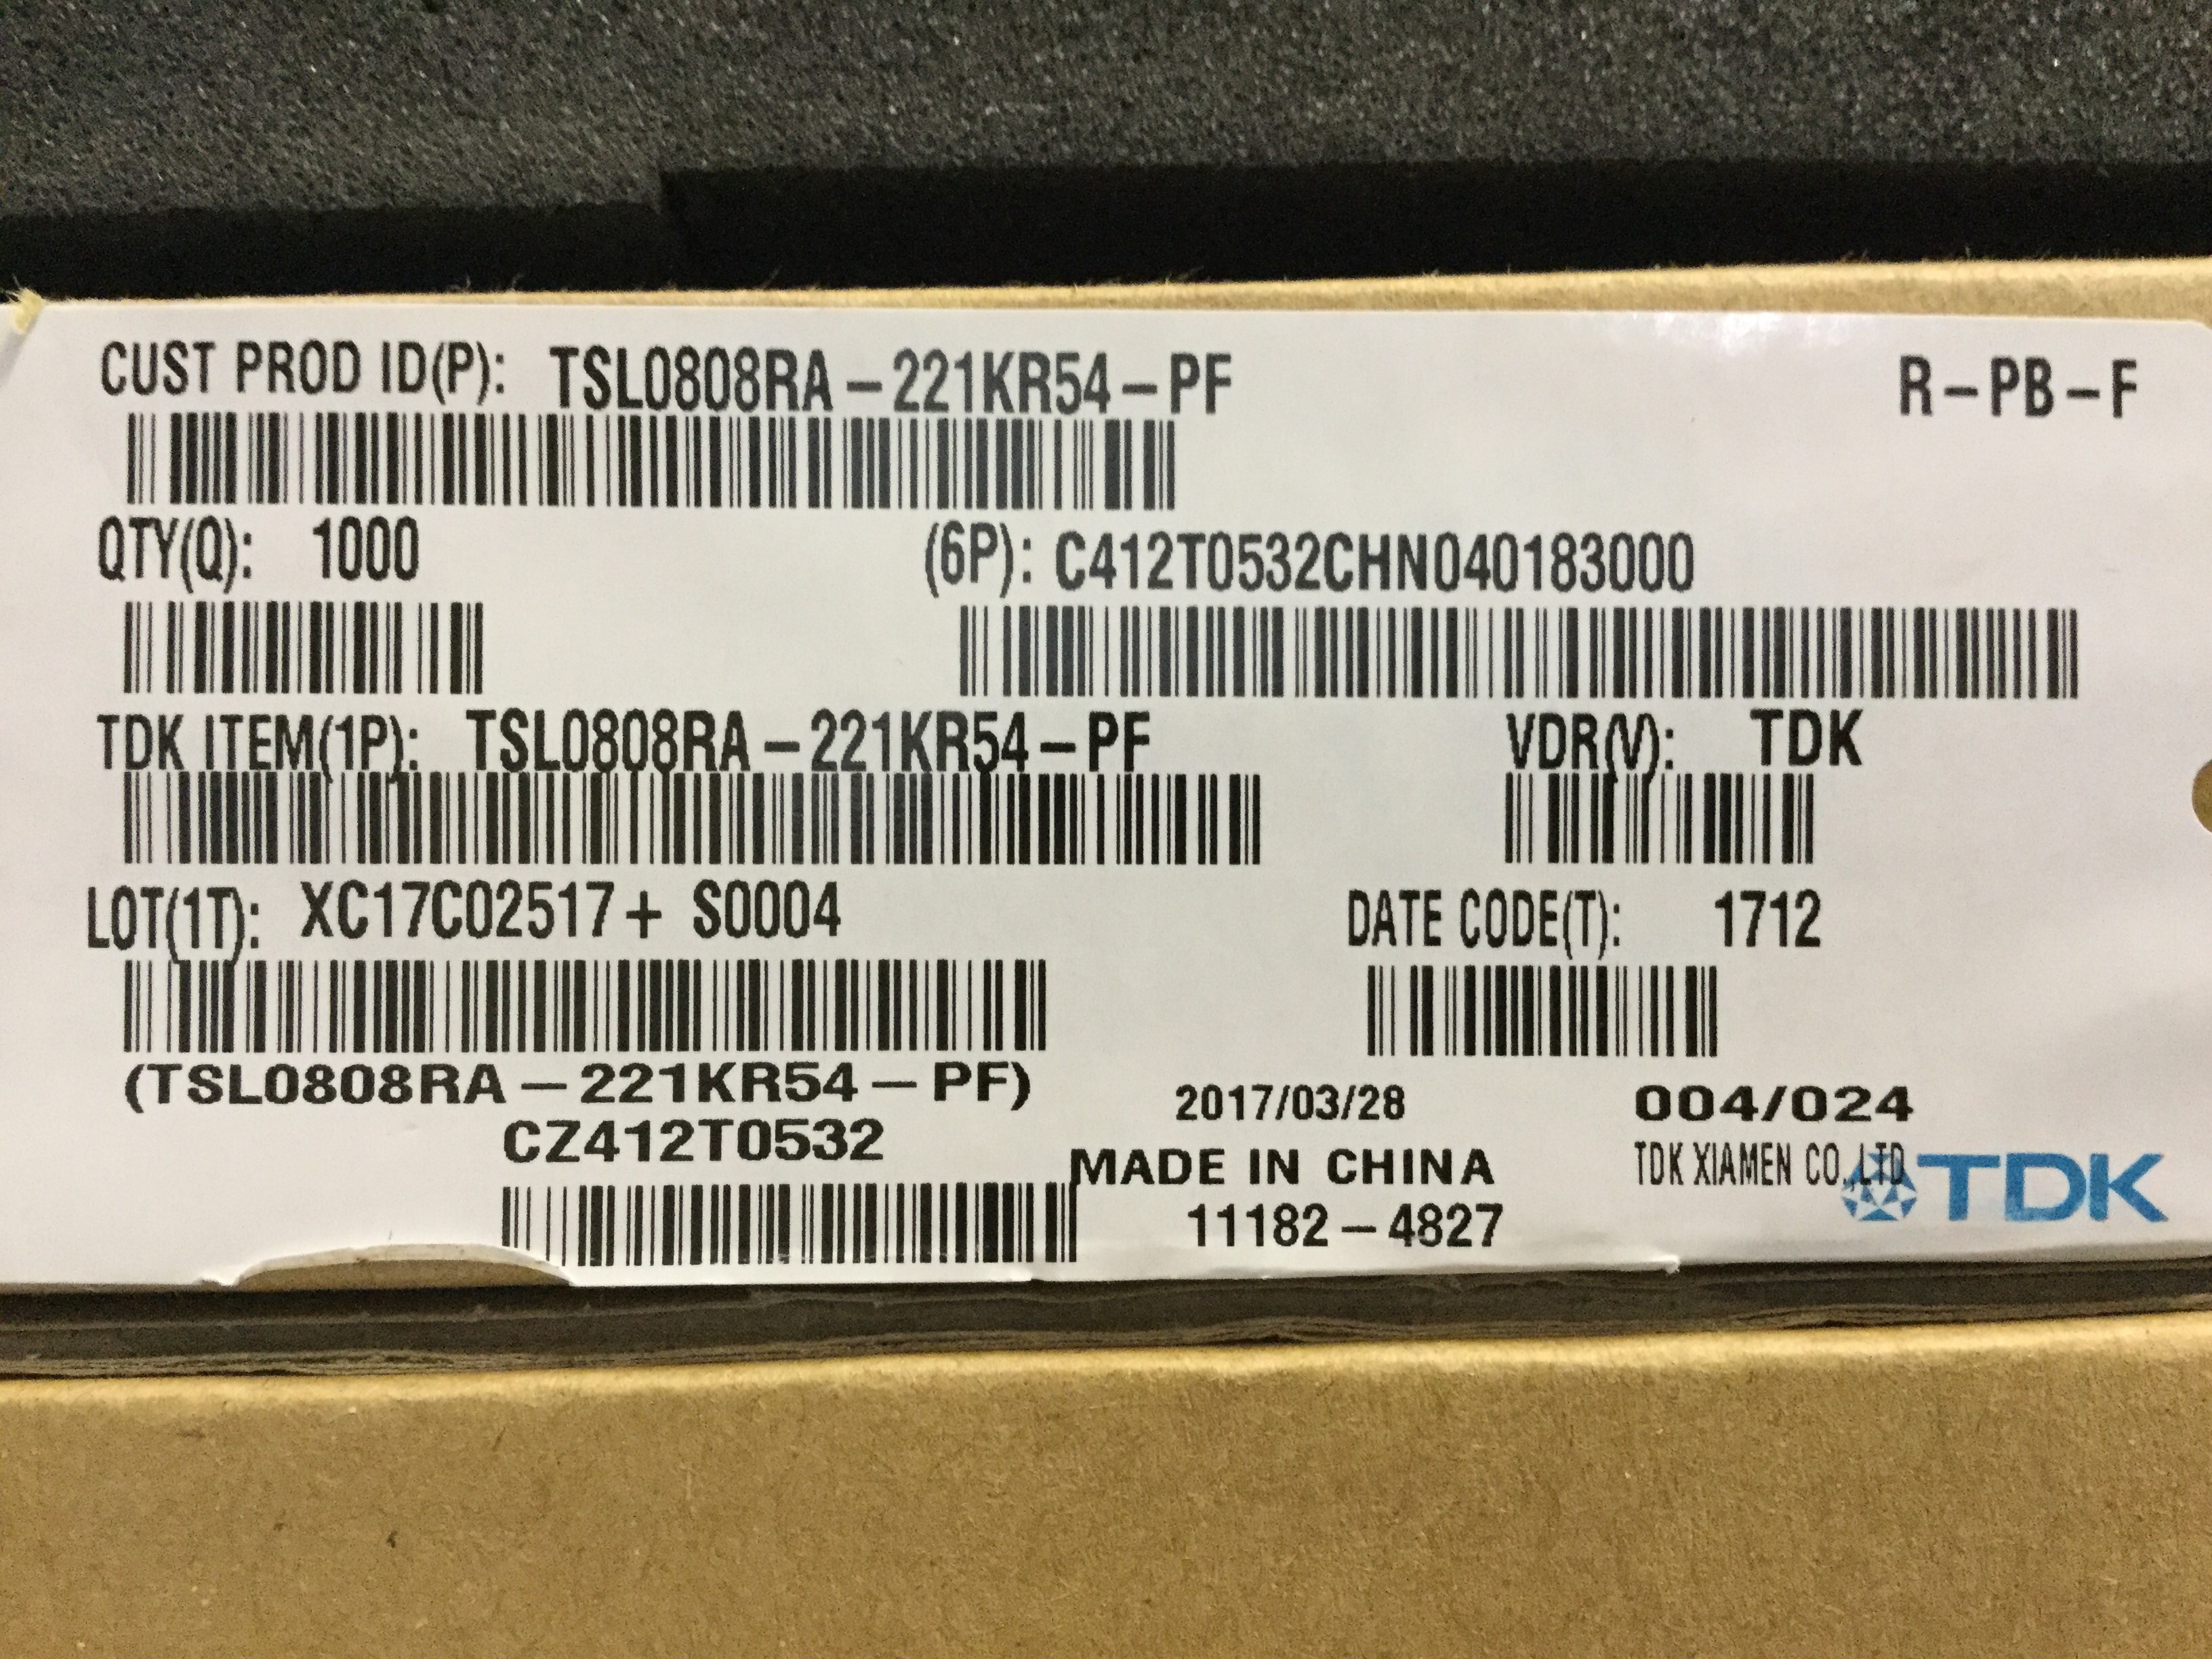 CUST PROD ID(P): TSL0808RA-221KR54-PF R-PB-F
QTY(Q): 1000 (6P): C412T0532CHN040183000
TDK ITEM(1P): TSL0808RA-221KR54-PF VDR(V): TDK
LOT(1T): XC17C02517+ S0004 DATE CODE(T): 1712
(TSL0808RA-221KR54-PF) 2017/03/28 004/024
CZ412T0532 MADE IN CHINA TDK XIAMEN CO.,LTD TDK
11182-4827